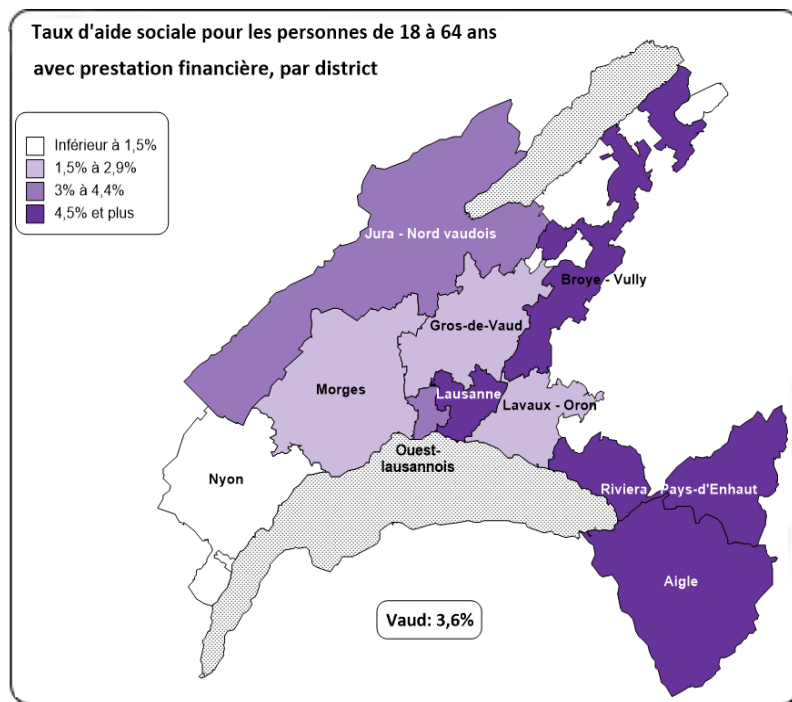 Taux d'aide sociale pour les personnes de 18 à 64 ans
avec prestation financière, par district
Inférieur à 1,5%
1,5% à 2,9%
3% à 4,4%
4,5% et plus
Jura - Nord vaudois
Broye - Vully
Gros-de-Vaud
Morges
Lausanne
Lavaux - Oron
Ouest-
lausannois
Nyon
Riviera - Pays-d'Enhaut
Aigle
Vaud: 3,6%